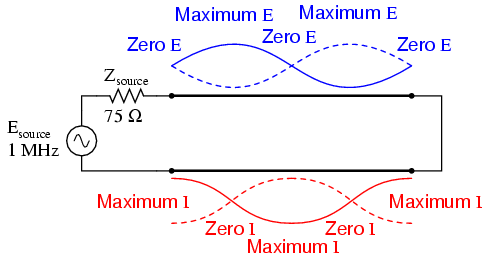 Maximum E
Maximum E
Zero E
Zero E
Zero E
Zsource
75 Ω
Esource
1 MHz
Maximum I
Maximum I
Zero I
Zero I
Maximum I